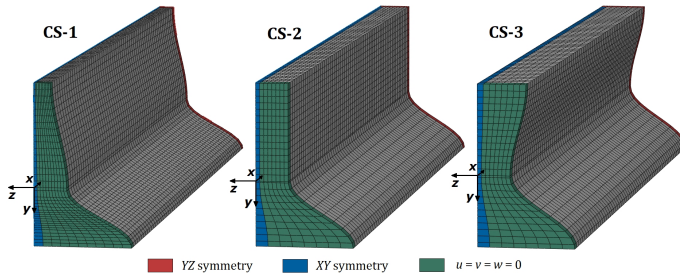 CS-1
CS-2
CS-3
x
z
y
x
z
y
x
z
y
YZ symmetry
XY symmetry
u = v = w = 0